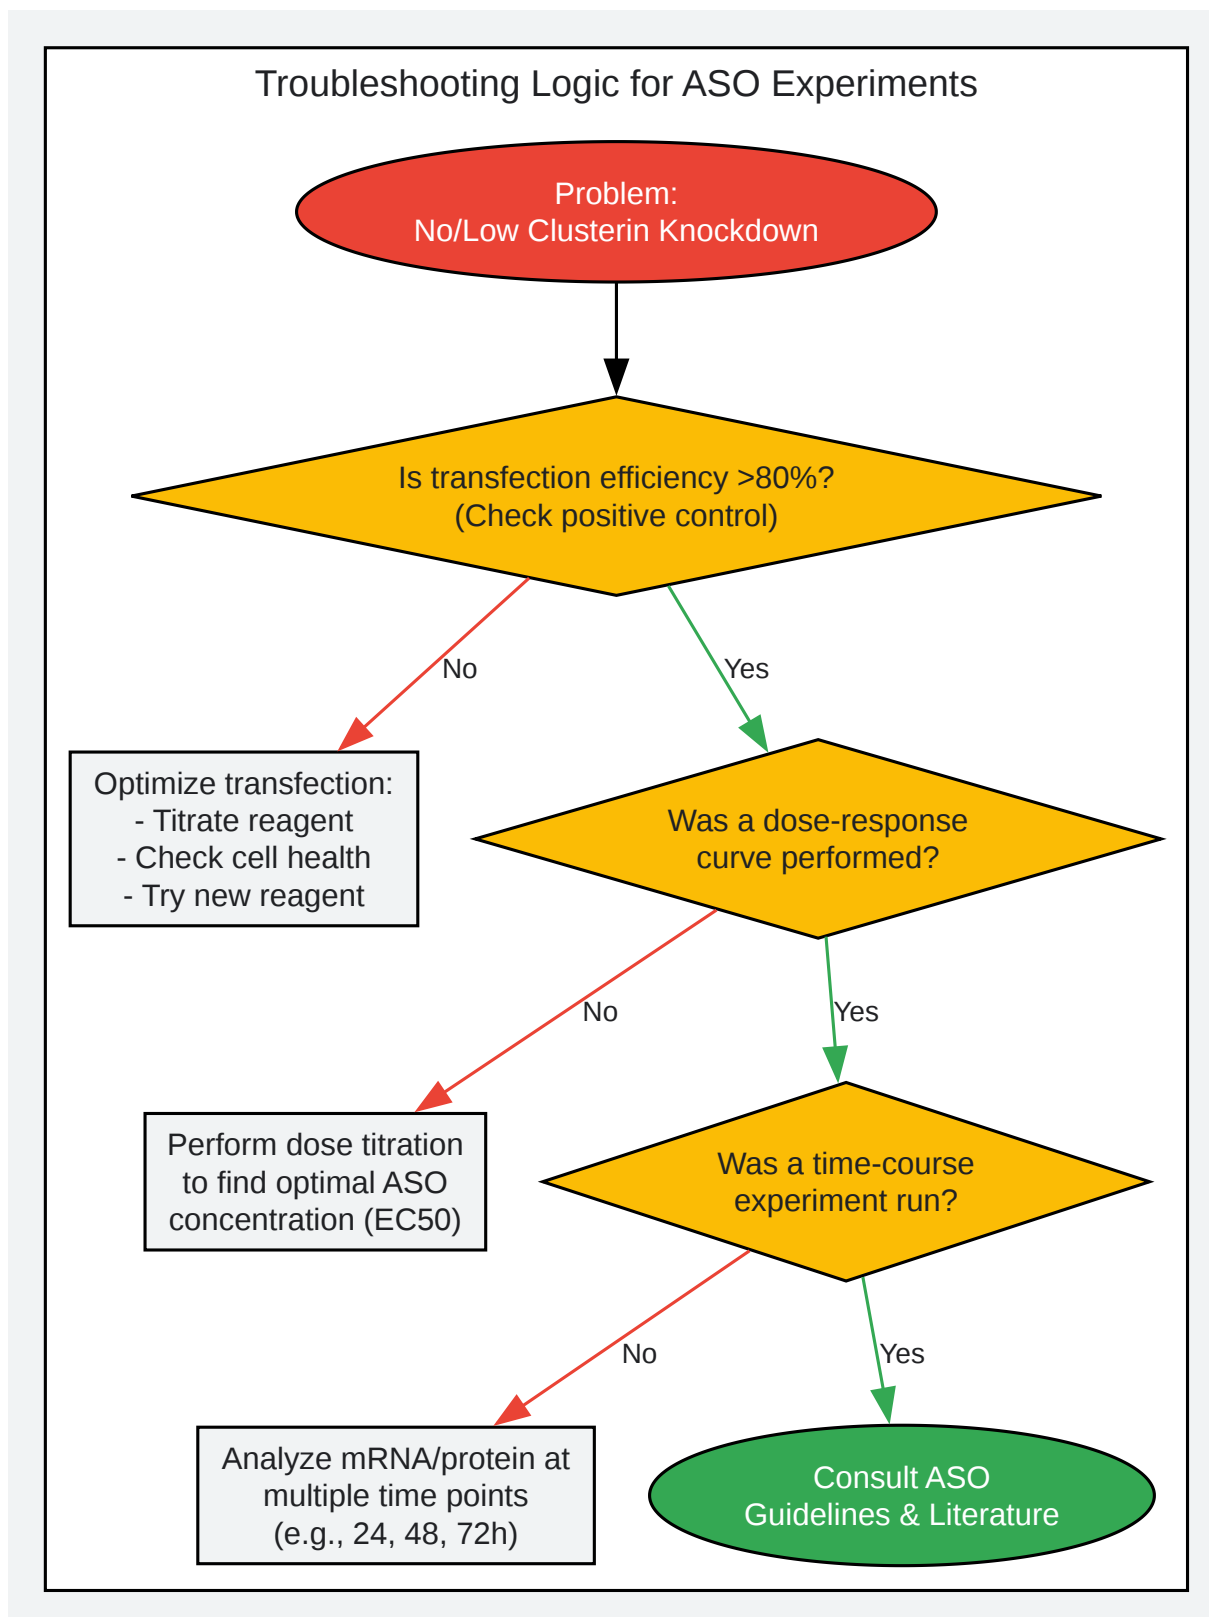 Troubleshooting Logic for ASO Experiments
Problem:
No/Low Clusterin Knockdown
Is transfection efficiency >80%?
(Check positive control)
No
Yes
Optimize transfection:
- Titrate reagent
- Check cell health
- Try new reagent
Was a dose-response
curve performed?
No
Yes
Perform dose titration
to find optimal ASO
concentration (EC50)
Was a time-course
experiment run?
No
Yes
Analyze mRNA/protein at
multiple time points
(e.g., 24, 48, 72h)
Consult ASO
Guidelines & Literature